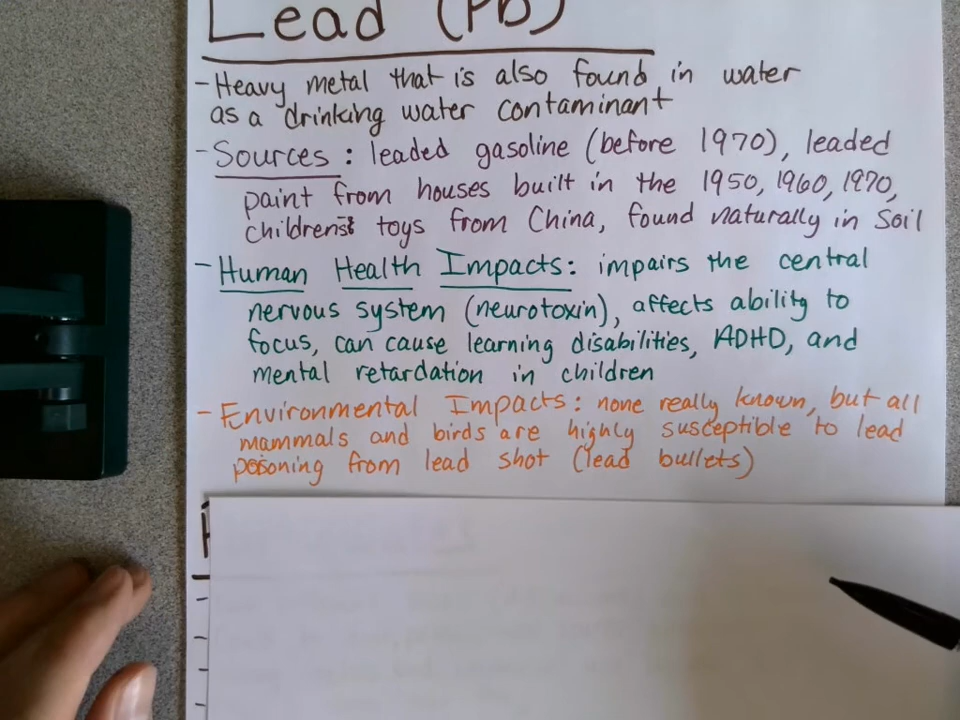 Lead (Pb)
- Heavy metal that is also found in water
as a drinking water contaminant
- Sources : leaded gasoline (before 1970), leaded
paint from houses built in the 1950, 1960, 1970,
childrens toys from China, found naturally in Soil
- Human Health Impacts: impairs the central
nervous system (neurotoxin), affects ability to
focus, can cause learning disabilities, ADHD, and
mental retardation in children
- Environmental Impacts: none really known, but all
mammals and birds are highly susceptible to lead
poisoning from lead shot (lead bullets)